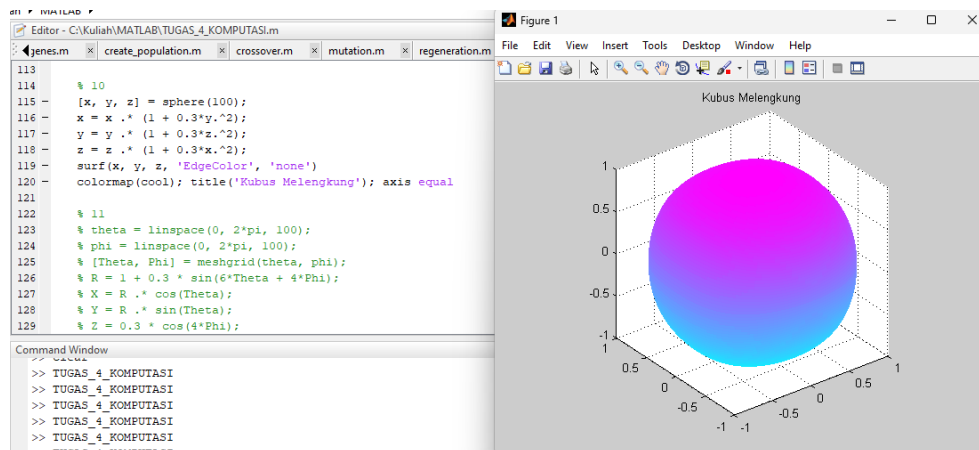 MATLAB
Editor - C:\Kuliah\MATLAB\TUGAS_4_KOMPUTASI.m
genes.m × create_population.m × crossover.m × mutation.m × regeneration.m
113
114 % 10
115 – [x, y, z] = sphere(100);
116 – x = x .* (1 + 0.3*y.^2);
117 – y = y .* (1 + 0.3*z.^2);
118 – z = z .* (1 + 0.3*x.^2);
119 – surf(x, y, z, 'EdgeColor', 'none')
120 – colormap(cool); title('Kubus Melengkung'); axis equal
121
122 % 11
123 % theta = linspace(0, 2*pi, 100);
124 % phi = linspace(0, 2*pi, 100);
125 % [Theta, Phi] = meshgrid(theta, phi);
126 % R = 1 + 0.3 * sin(6*Theta + 4*Phi);
127 % X = R .* cos(Theta);
128 % Y = R .* sin(Theta);
129 % Z = 0.3 * cos(4*Phi);
Command Window
>> TUGAS_4_KOMPUTASI
>> TUGAS_4_KOMPUTASI
>> TUGAS_4_KOMPUTASI
>> TUGAS_4_KOMPUTASI
>> TUGAS_4_KOMPUTASI
Figure 1
File Edit View Insert Tools Desktop Window Help
Kubus Melengkung
1
0.5
0
-0.5
-1
1
0.5
0
-0.5
-1
-1
-0.5
0
0.5
1